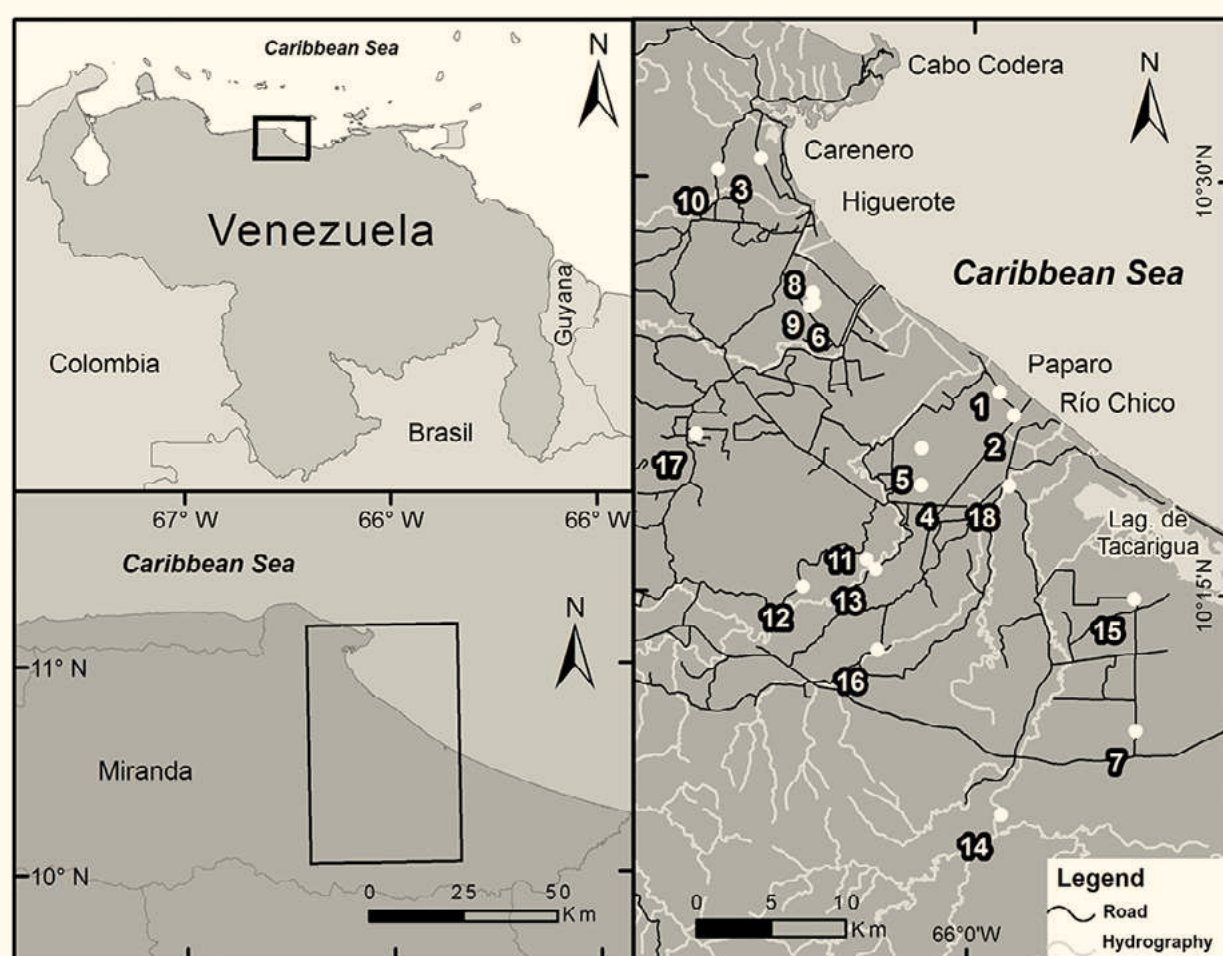 Caribbean Sea
N
Venezuela
Guyana
Colombia
Brasil
67° W
66° W
66° W
Caribbean Sea
N
11° N
Miranda
10° N
0 25 50
Km
Cabo Codera
N
Carenero
10°30'N
3
10
Higuerote
Caribbean Sea
8
9
6
Paparo
1
Río Chico
2
17
5
4
18
Lag. de
Tacarigua
11
10°15'N
13
12
15
16
7
14
0 5 10
Km
66°0'W
Legend
Road
Hydrography